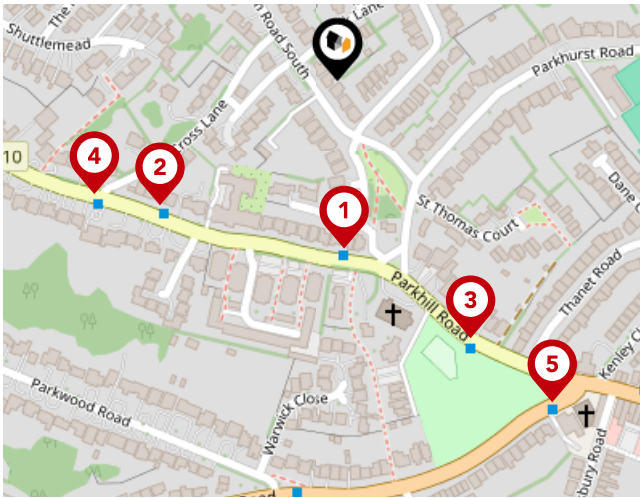 Shuttlemead
The
Road South
Lane
Parkhurst Road
Cross Lane
10
4
2
1
St Thomas Court
Dane
Parkhill Road
3
Thanet Road
5
Kenley
Parkwood Road
Warwick Close
bury Road